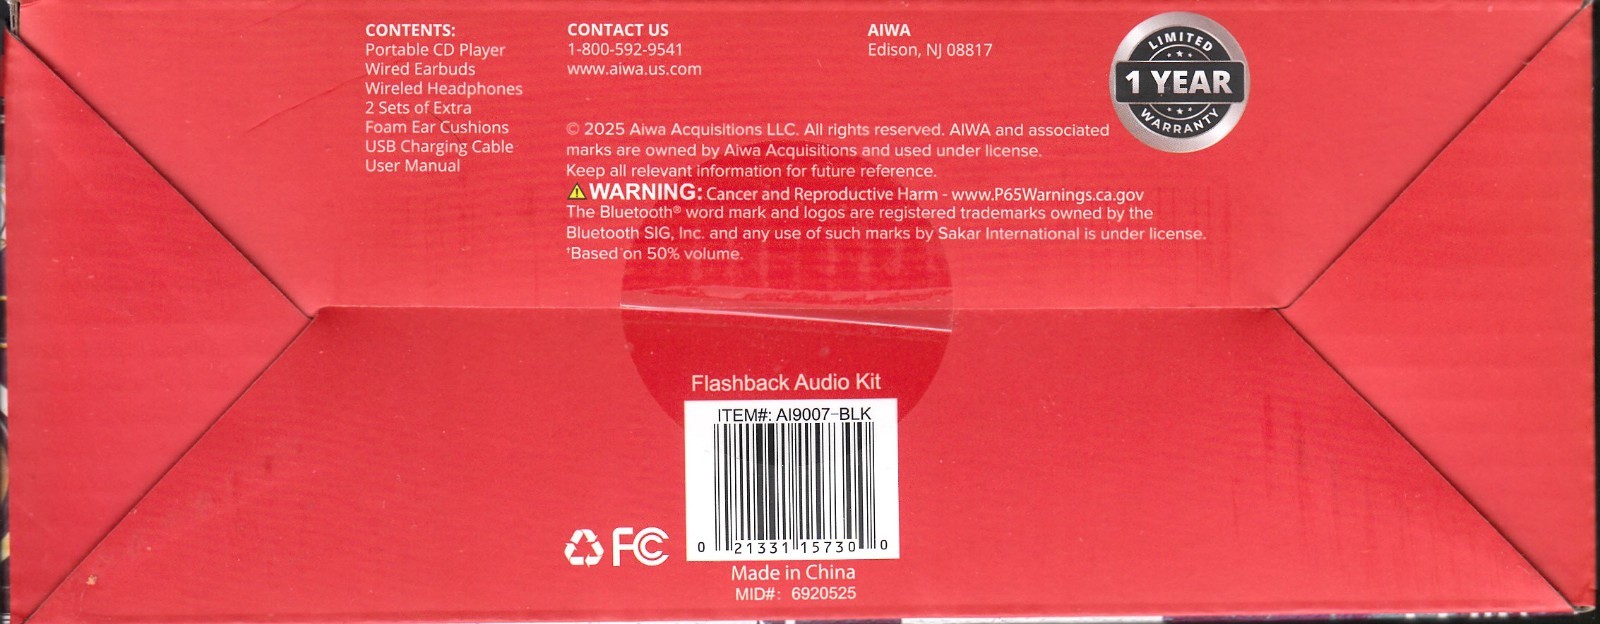 CONTENTS:
Portable CD Player
Wired Earbuds
Wireled Headphones
2 Sets of Extra
Foam Ear Cushions
USB Charging Cable
User Manual
CONTACT US
1-800-592-9541
www.aiwa.us.com
AIWA
Edison, NJ 08817
LIMITED
1 YEAR
WARRANTY
© 2025 Aiwa Acquisitions LLC. All rights reserved. AIWA and associated
marks are owned by Aiwa Acquisitions and used under license.
Keep all relevant information for future reference.
⚠WARNING: Cancer and Reproductive Harm - www.P65Warnings.ca.gov
The Bluetooth® word mark and logos are registered trademarks owned by the
Bluetooth SIG, Inc. and any use of such marks by Sakar International is under license.
†Based on 50% volume.
Flashback Audio Kit
ITEM#: AI9007-BLK
0 21331 15730 0
FC
Made in China
MID#: 6920525